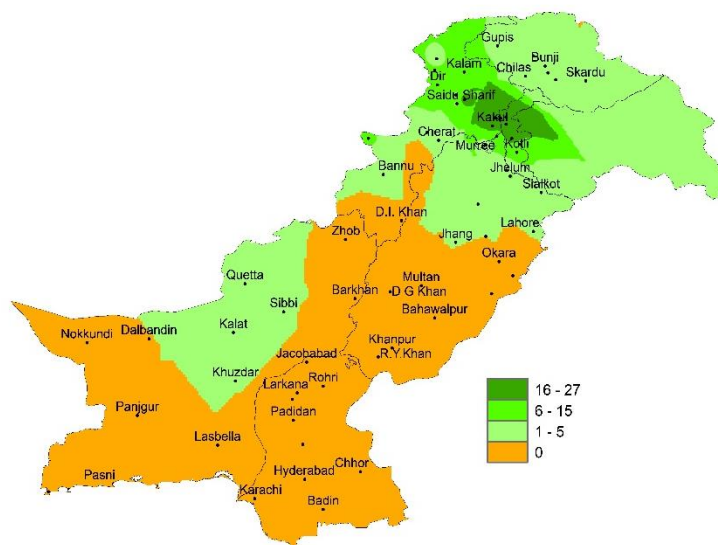 Gupis
Kalam
Bunji
Chilas
Skardu
Dir
Saidu Sharif
Kakul
Cherat
Murree
Kotli
Bannu
Jhelum
Sialkot
D.I. Khan
Zhob
Jhang
Lahore
Okara
Quetta
Multan
Barkhan
D G Khan
Sibbi
Bahawalpur
Nokkundi
Dalbandin
Kalat
Khanpur
R.Y.Khan
Jacobabad
Khuzdar
Larkana
Rohri
Panjgur
Padidan
Lasbella
Pasni
Hyderabad
Chhor
Karachi
Badin
16 - 27
6 - 15
1 - 5
0